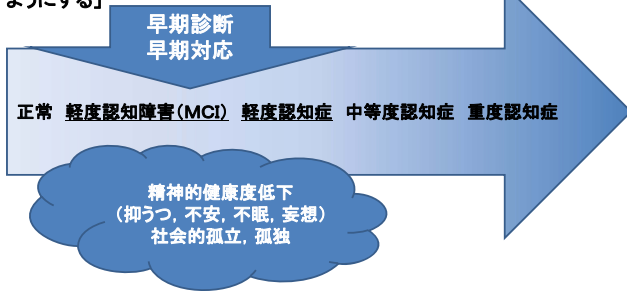 ようにする」
早期診断
早期対応
正常 軽度認知障害(MCI) 軽度認知症 中等度認知症 重度認知症
精神的健康度低下
(抑うつ, 不安, 不眠, 妄想)
社会的孤立, 孤独